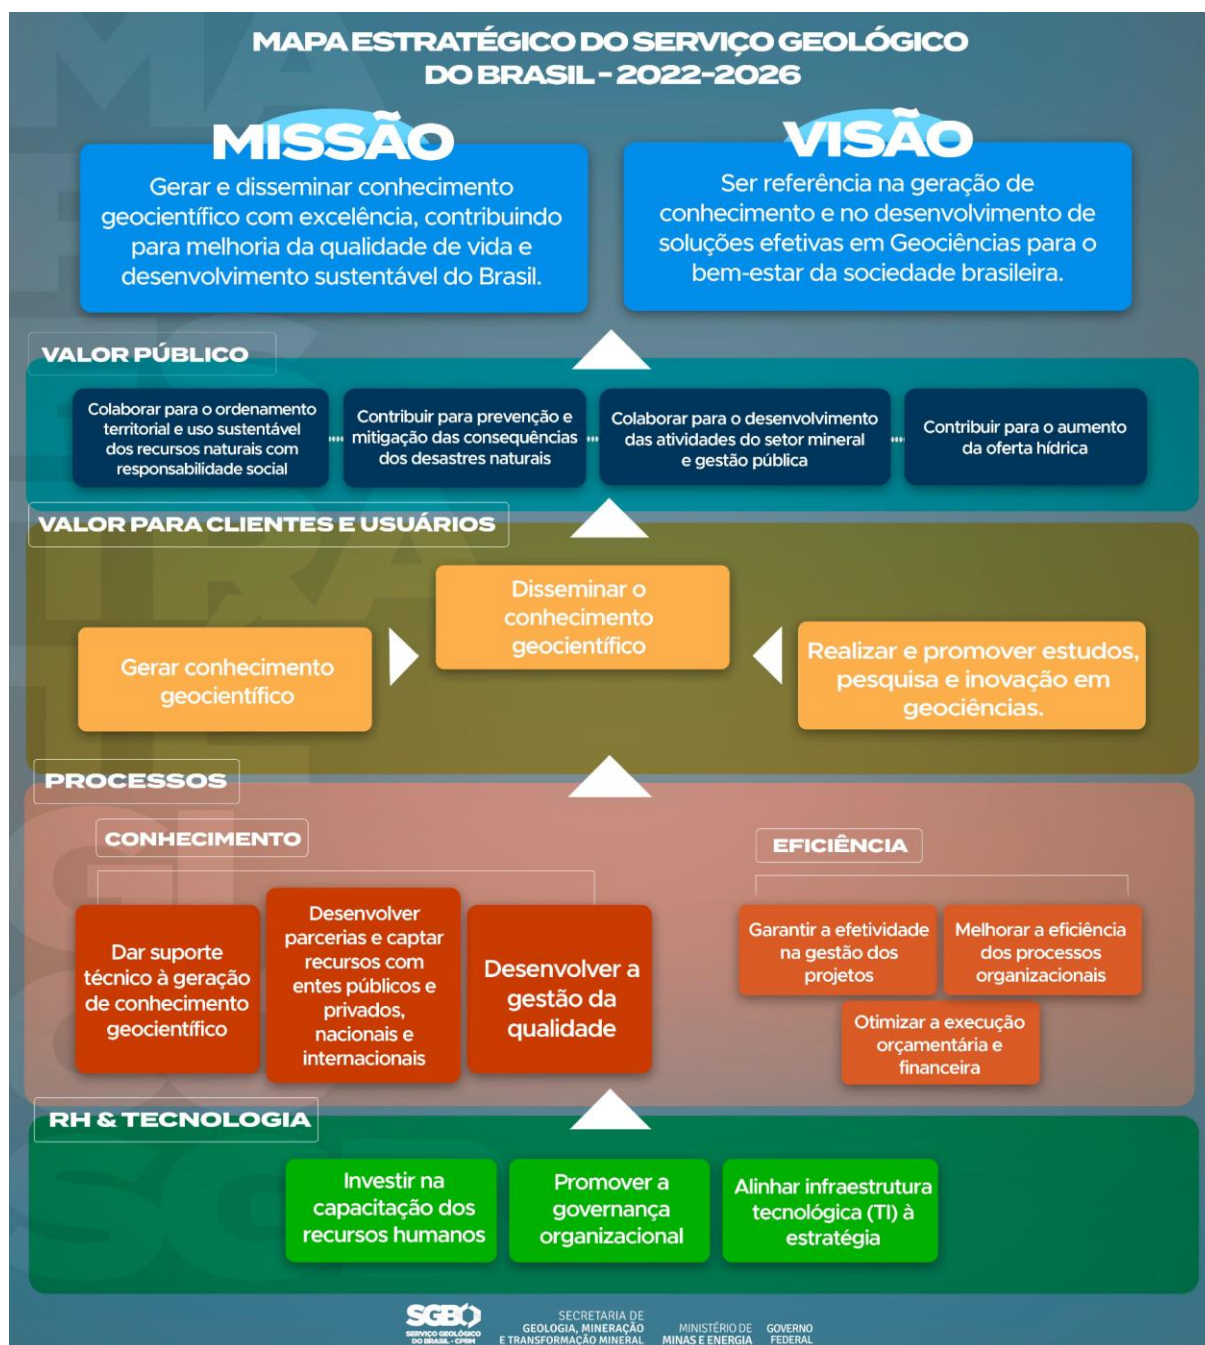 MAPA ESTRATÉGICO DO SERVIÇO GEOLÓGICO
DO BRASIL - 2022-2026
MISSÃO
Gerar e disseminar conhecimento
geocientífico com excelência, contribuindo
para melhoria da qualidade de vida e
desenvolvimento sustentável do Brasil.
VISÃO
Ser referência na geração de
conhecimento e no desenvolvimento de
soluções efetivas em Geociências para o
bem-estar da sociedade brasileira.
VALOR PÚBLICO
Colaborar para o ordenamento
territorial e uso sustentável
dos recursos naturais com
responsabilidade social
Contribuir para prevenção e
mitigação das consequências
dos desastres naturais
Colaborar para o desenvolvimento
das atividades do setor mineral
e gestão pública
Contribuir para o aumento
da oferta hídrica
VALOR PARA CLIENTES E USUÁRIOS
Gerar conhecimento
geocientífico
Disseminar o
conhecimento
geocientífico
Realizar e promover estudos,
pesquisa e inovação em
geociências.
PROCESSOS
CONHECIMENTO
Dar suporte
técnico à geração
de conhecimento
geocientífico
Desenvolver
parcerias e captar
recursos com
entes públicos e
privados,
nacionais e
internacionais
Desenvolver a
gestão da
qualidade
EFICIÊNCIA
Garantir a efetividade
na gestão dos
projetos
Melhorar a eficiência
dos processos
organizacionais
Otimizar a execução
orçamentária e
financeira
RH & TECNOLOGIA
Investir na
capacitação dos
recursos humanos
Promover a
governança
organizacional
Alinhar infraestrutura
tecnológica (TI) à
estratégia
SGB
SERVIÇO GEOLÓGICO
DO BRASIL - CPRM
SECRETARIA DE
GEOLOGIA, MINERAÇÃO
E TRANSFORMAÇÃO MINERAL
MINISTÉRIO DE
MINAS E ENERGIA
GOVERNO
FEDERAL